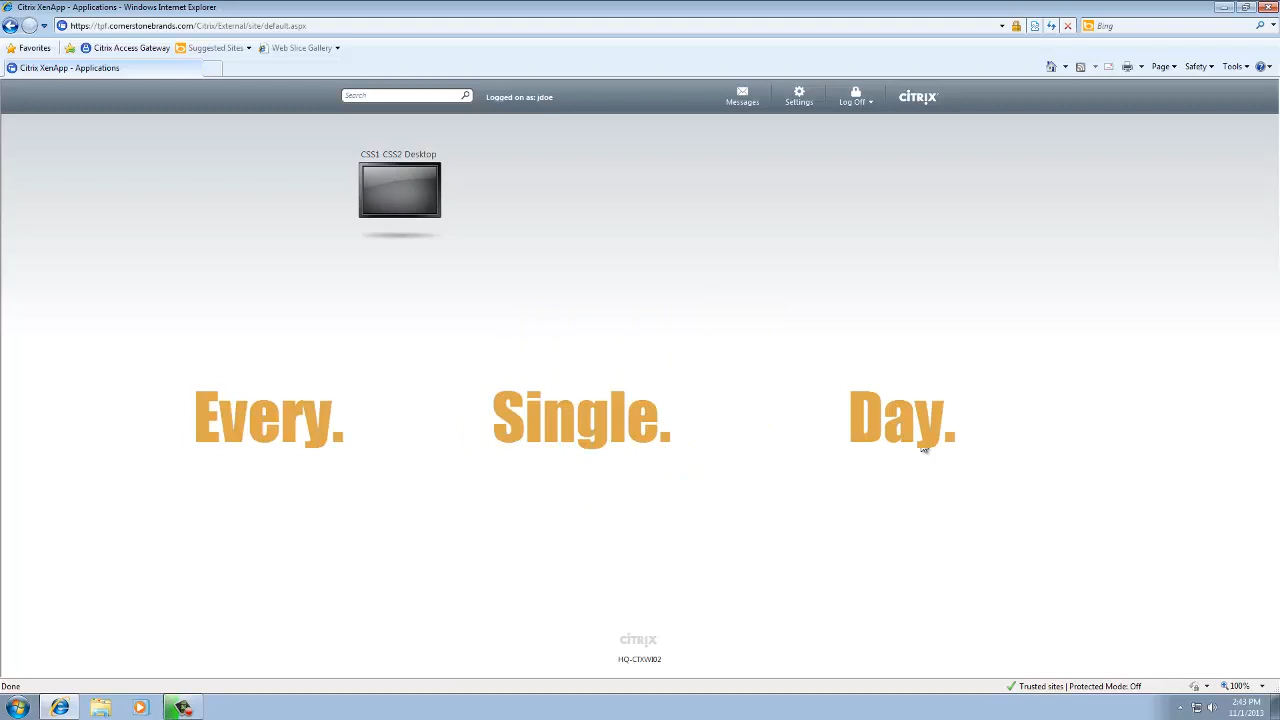 Citrix XenApp - Applications - Windows Internet Explorer
https://tpf.cornerstonebrands.com/Citrix/External/site/default.aspx
Bing
Favorites Citrix Access Gateway Suggested Sites Web Slice Gallery
Citrix XenApp - Applications
Page Safety Tools
Search
Logged on as: jdoe
Messages Settings Log Off CITRIX
CSS1 CSS2 Desktop
Every. Single. Day.
CITRIX
HQ-CTXWI02
Done
Trusted sites | Protected Mode: Off
100%
2:43 PM
11/1/2013